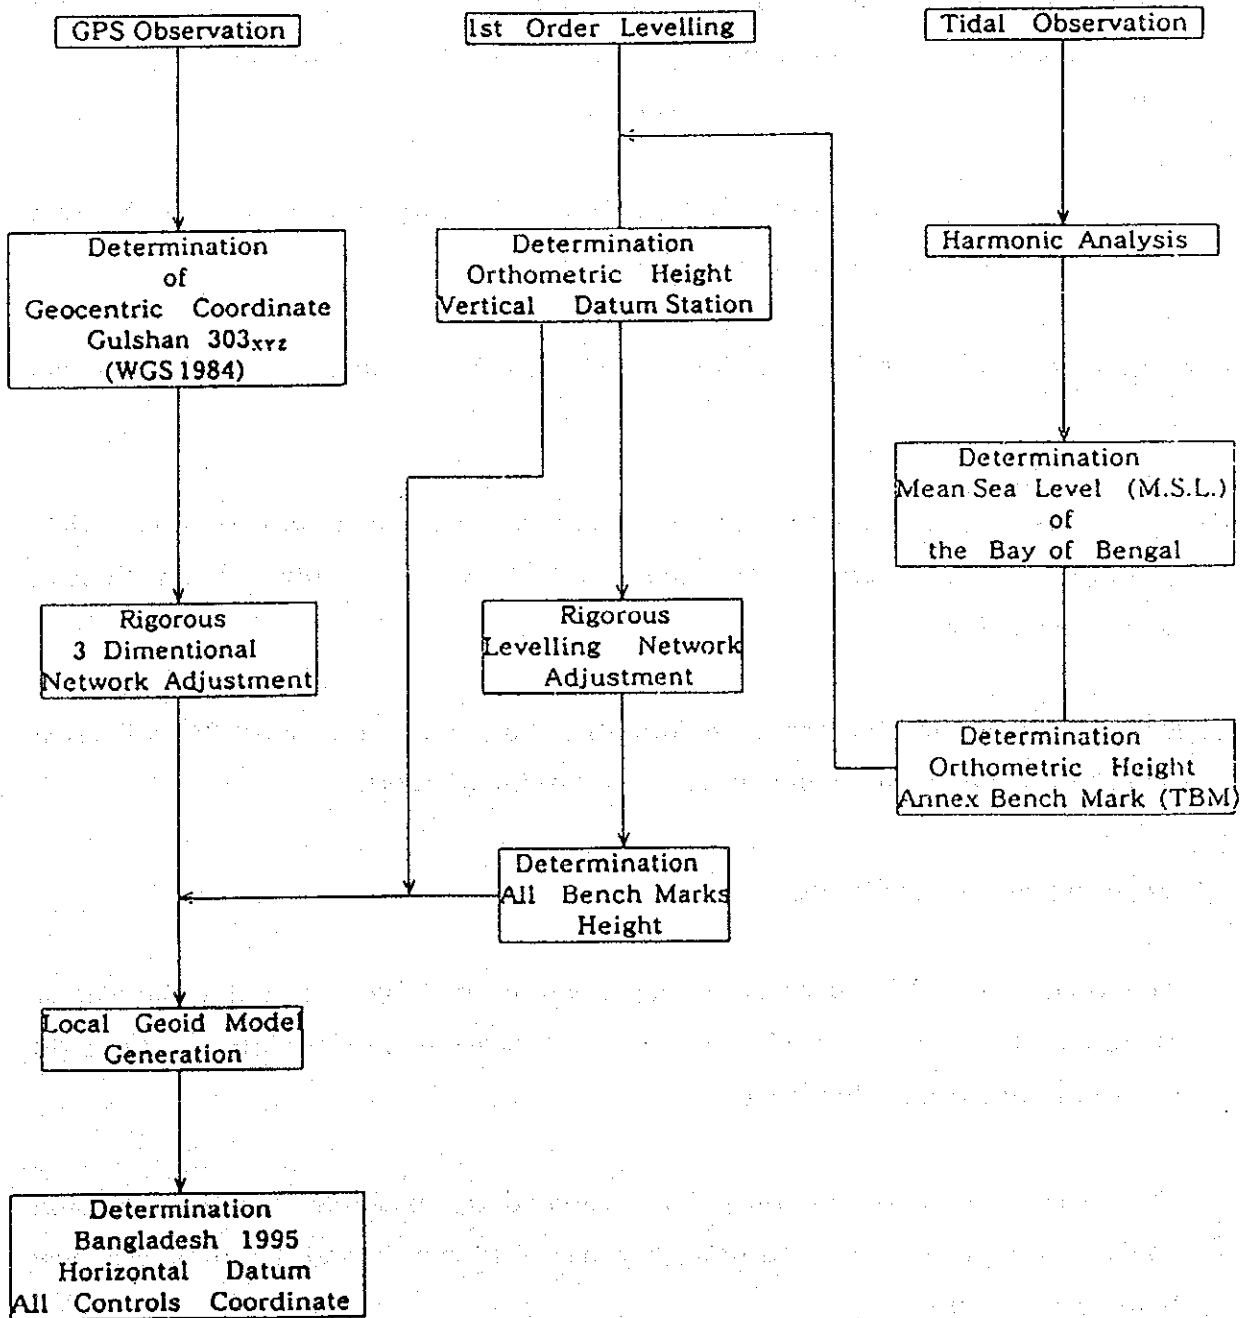 GPS Observation
1st Order Levelling
Tidal Observation
Determination
of
Geocentric Coordinate
Gulshan 303XYZ
(WGS 1984)
Determination
Orthometric Height
Vertical Datum Station
Harmonic Analysis
Determination
Mean Sea Level (M.S.L.)
of
the Bay of Bengal
Rigorous
3 Dimentional
Network Adjustment
Rigorous
Levelling Network
Adjustment
Determination
Orthometric Height
Annex Bench Mark (TBM)
Determination
All Bench Marks
Height
Local Geoid Model
Generation
Determination
Bangladesh 1995
Horizontal Datum
All Controls Coordinate